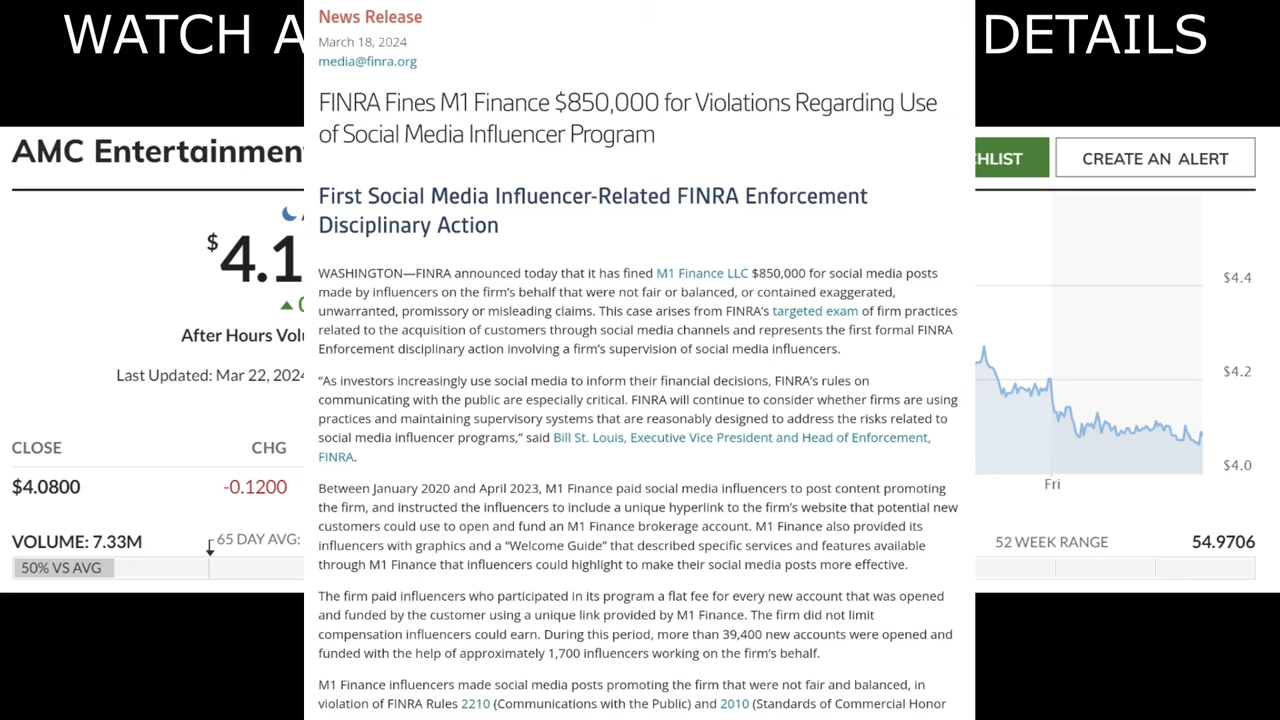 WATCH A
DETAILS
News Release
March 18, 2024
media@finra.org
FINRA Fines M1 Finance $850,000 for Violations Regarding Use
of Social Media Influencer Program
First Social Media Influencer-Related FINRA Enforcement
Disciplinary Action
WASHINGTON—FINRA announced today that it has fined M1 Finance LLC $850,000 for social media posts
made by influencers on the firm’s behalf that were not fair or balanced, or contained exaggerated,
unwarranted, promissory or misleading claims. This case arises from FINRA’s targeted exam of firm practices
related to the acquisition of customers through social media channels and represents the first formal FINRA
Enforcement disciplinary action involving a firm’s supervision of social media influencers.
“As investors increasingly use social media to inform their financial decisions, FINRA’s rules on
communicating with the public are especially critical. FINRA will continue to consider whether firms are using
practices and maintaining supervisory systems that are reasonably designed to address the risks related to
social media influencer programs,” said Bill St. Louis, Executive Vice President and Head of Enforcement,
FINRA.
Between January 2020 and April 2023, M1 Finance paid social media influencers to post content promoting
the firm, and instructed the influencers to include a unique hyperlink to the firm’s website that potential new
customers could use to open and fund an M1 Finance brokerage account. M1 Finance also provided its
influencers with graphics and a “Welcome Guide” that described specific services and features available
through M1 Finance that influencers could highlight to make their social media posts more effective.
The firm paid influencers who participated in its program a flat fee for every new account that was opened
and funded by the customer using a unique link provided by M1 Finance. The firm did not limit
compensation influencers could earn. During this period, more than 39,400 new accounts were opened and
funded with the help of approximately 1,700 influencers working on the firm’s behalf.
M1 Finance influencers made social media posts promoting the firm that were not fair and balanced, in
violation of FINRA Rules 2210 (Communications with the Public) and 2010 (Standards of Commercial Honor
AMC Entertainmen
$4.1
After Hours Volu
Last Updated: Mar 22, 2024
CLOSE CHG
$4.0800 -0.1200
VOLUME: 7.33M 65 DAY AVG:
50% VS AVG
CHLIST CREATE AN ALERT
$4.4
$4.2
$4.0
Fri
52 WEEK RANGE 54.9706